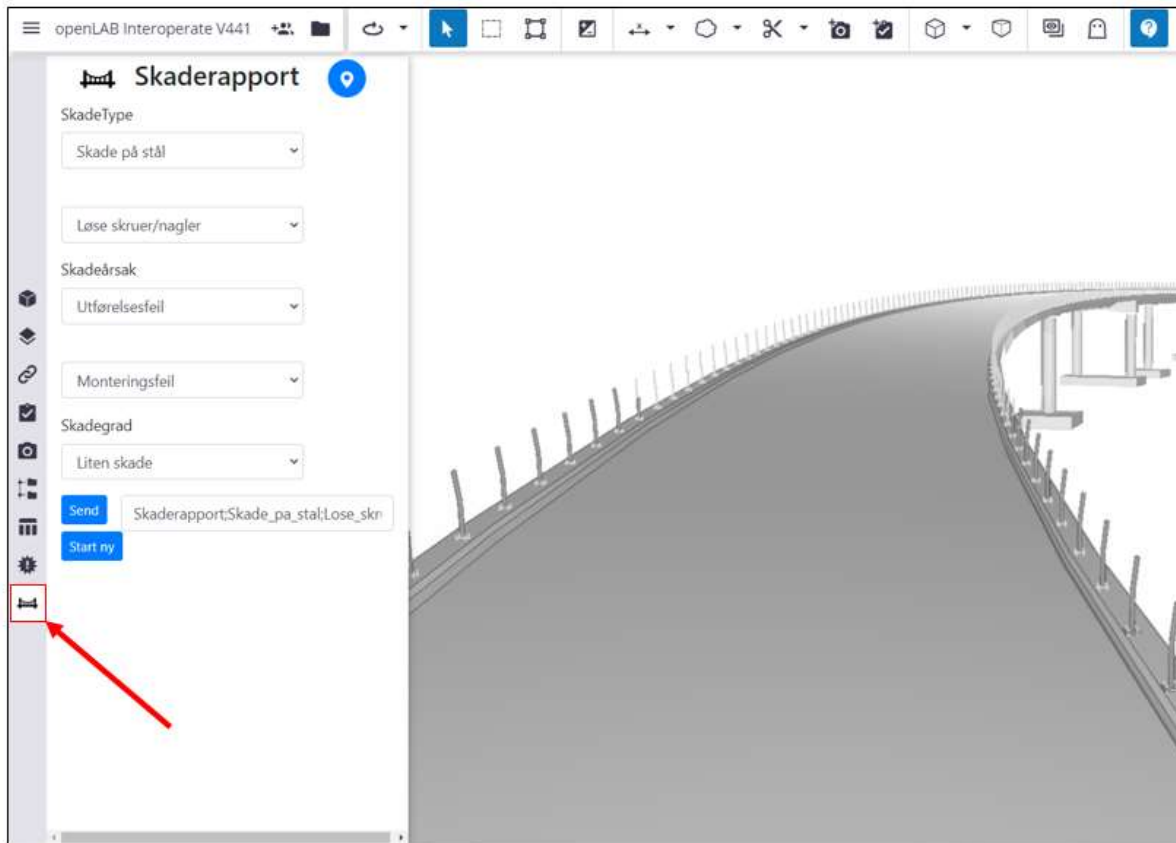 openLAB Interoperate V441
Skaderapport
SkadeType
Skade på stål
Løse skruer/nagler
Skadeårsak
Utførelsesfeil
Monteringsfeil
Skadegrad
Liten skade
Send
Skaderapport;Skade_pa_stal;Lose_skr
Start ny